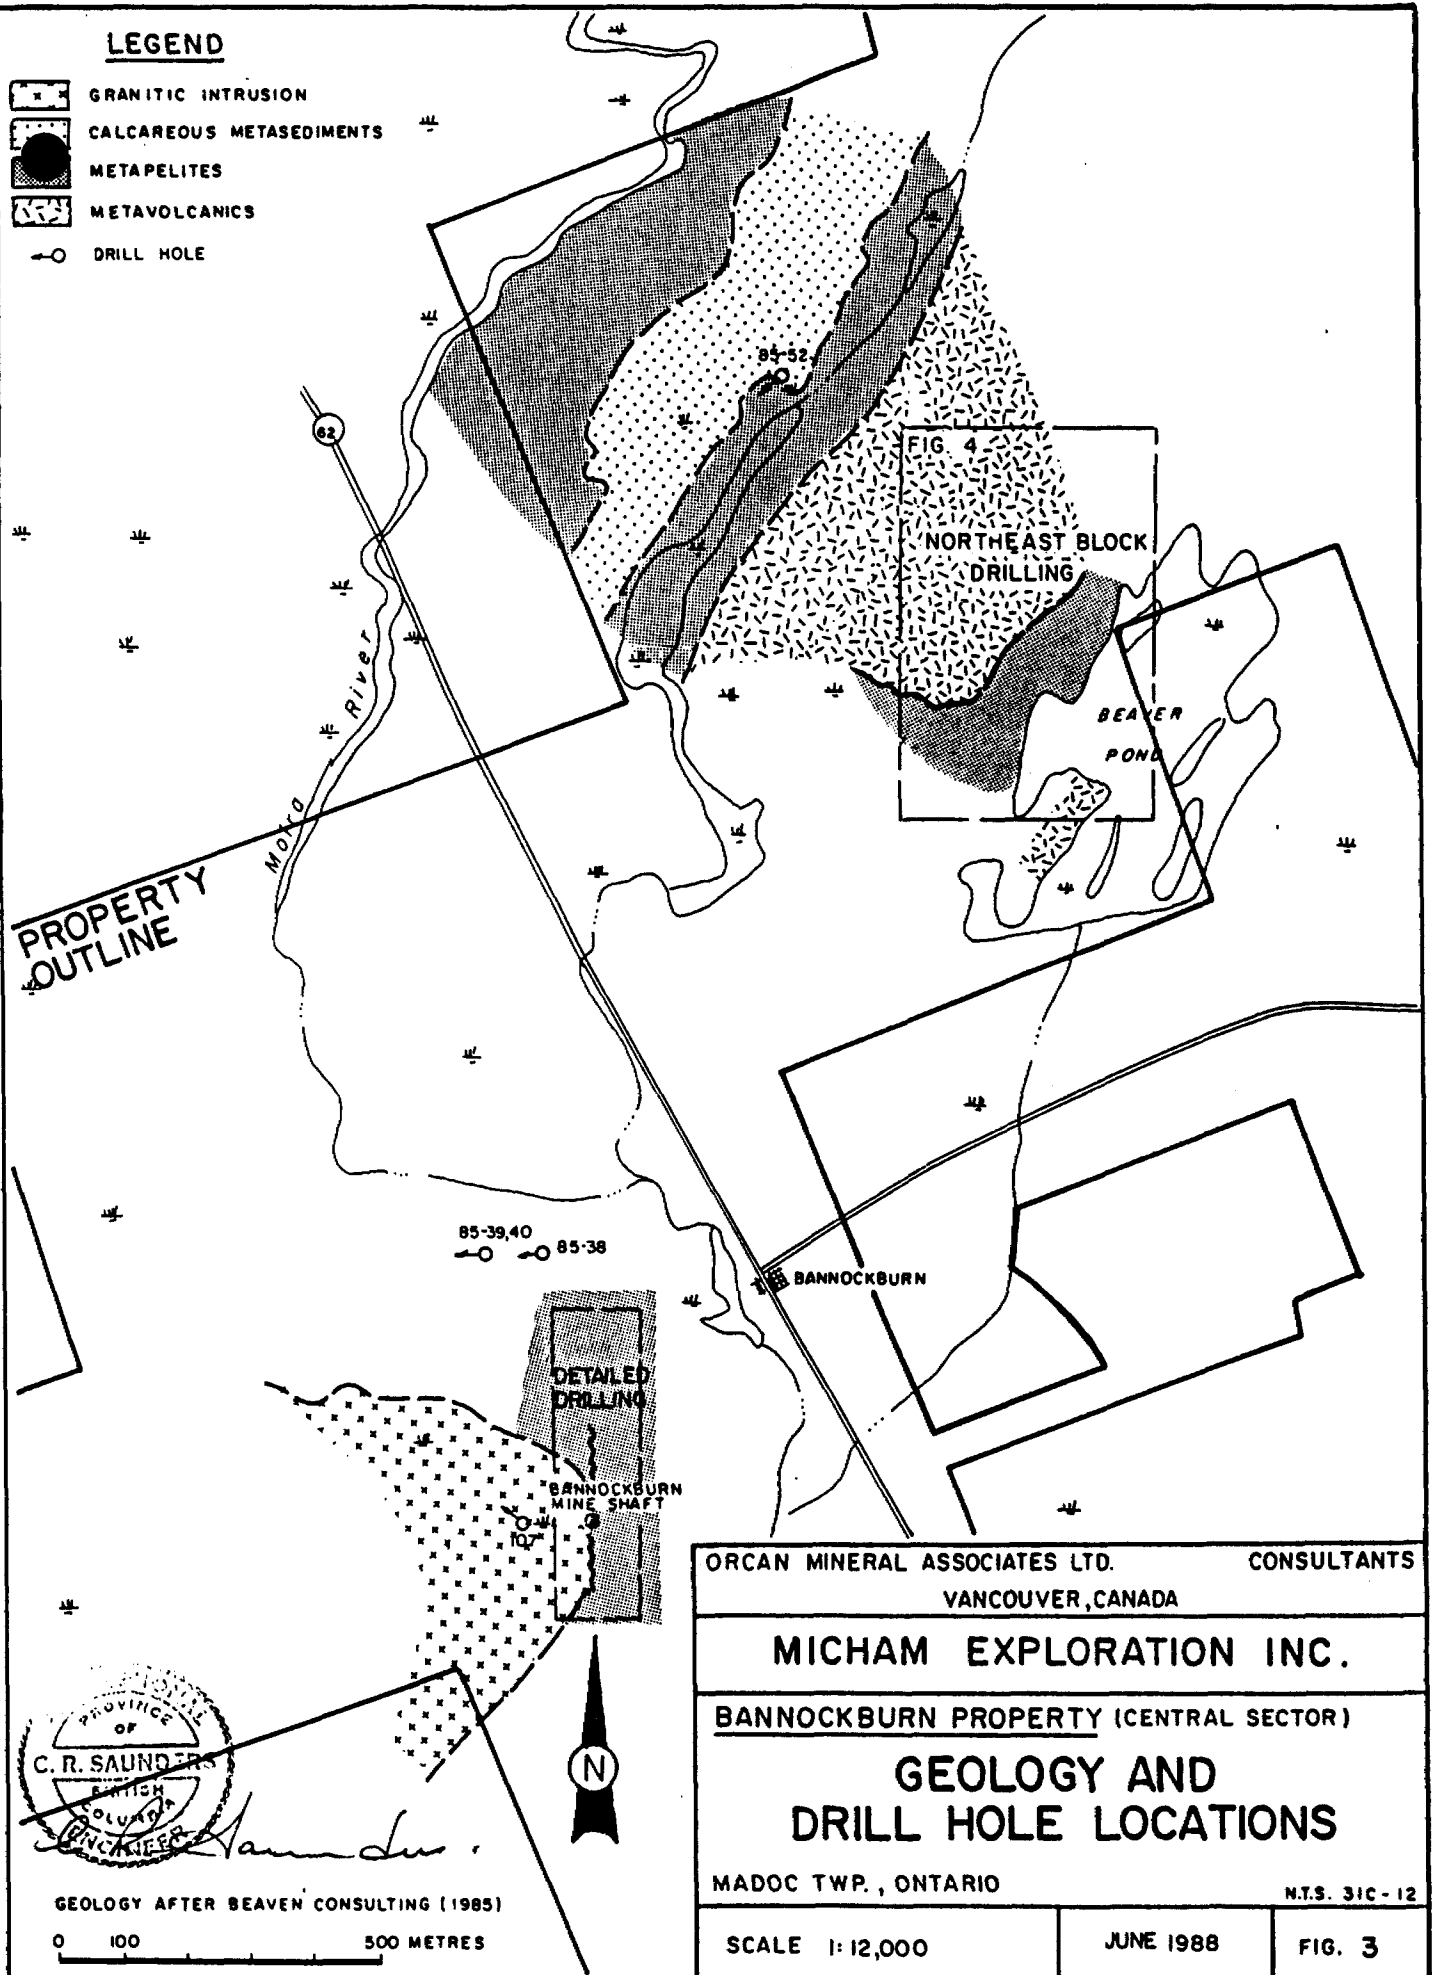 LEGEND
GRANITIC INTRUSION
CALCAREOUS METASEDIMENTS
METAPELITES
METAVOLCANICS
DRILL HOLE
85-52
62
FIG. 4
NORTHEAST BLOCK
DRILLING
River
Moira
BEAVER
POND
PROPERTY
OUTLINE
85-39,40
85-38
BANNOCKBURN
DETAILED
DRILLING
BANNOCKBURN
MINE SHAFT
107
N
PROVINCE
OF
C. R. SAUNDERS
BRITISH
COLUMBIA
ENGINEER
GEOLOGY AFTER BEAVEN CONSULTING (1985)
0 100 500 METRES
ORCAN MINERAL ASSOCIATES LTD. CONSULTANTS
VANCOUVER, CANADA
MICHAM EXPLORATION INC.
BANNOCKBURN PROPERTY (CENTRAL SECTOR)
GEOLOGY AND
DRILL HOLE LOCATIONS
MADOC TWP., ONTARIO
N.T.S. 31C-12
SCALE 1:12,000
JUNE 1988
FIG. 3